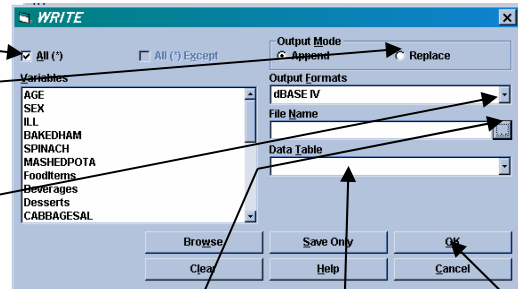 WRITE
All (*)
All (*) Except
Output Mode
Append
Replace
Variables
AGE
SEX
ILL
BAKEDHAM
SPINACH
MASHEDPOTA
FoodItems
Beverages
Desserts
CABBAGESAL
Output Formats
dBASE IV
File Name
...
Data Table
Browse
Save Only
OK
Clear
Help
Cancel